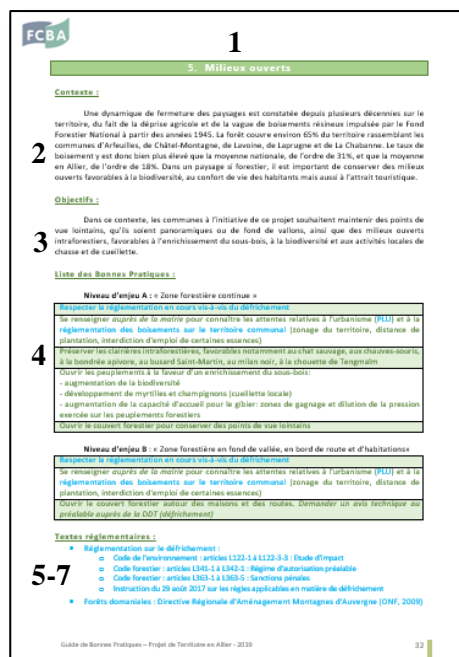 FCBA
1
5. Milieux ouverts
Contexte :
Une dynamique de fermeture des paysages est constatée depuis plusieurs décennies sur le
territoire, du fait de la déprise agricole et de la vague de boisements résineux impulsée par le Fond
Forestier National à partir des années 1945. La forêt couvre environ 65% du territoire rassemblant les
communes d'Arfeuilles, de Châtel-Montagne, de Lavoine, de Laprugne et de La Chabanne. Le taux de
2
boisement y est donc bien plus élevé que la moyenne nationale, de l'ordre de 31%, et que la moyenne
en Allier, de l'ordre de 18%. Dans un paysage si forestier, il est important de conserver des milieux
ouverts favorables à la biodiversité, au confort de vie des habitants mais aussi à l'attrait touristique.
Objectifs :
Dans ce contexte, les communes à l'initiative de ce projet souhaitent maintenir des points de
3
vue lointains, qu'ils soient panoramiques ou de fond de vallons, ainsi que des milieux ouverts
intraforestiers, favorables à l'enrichissement du sous-bois, à la biodiversité et aux activités locales de
chasse et de cueillette.
Liste des Bonnes Pratiques :
Niveau d'enjeu A : « Zone forestière continue »
Respecter la réglementation en cours vis-à-vis du défrichement
Se renseigner auprès de la mairie pour connaître les attentes relatives à l'urbanisme (PLU) et à la
réglementation des boisements sur le territoire communal (zonage du territoire, distance de
plantation, interdiction d'emploi de certaines essences)
4
Préserver les clairières intraforestières, favorables notamment au chat sauvage, aux chauves-souris,
à la bondrée apivore, au busard Saint-Martin, au milan noir, à la chouette de Tengmalm
Ouvrir les peuplements à la faveur d'un enrichissement du sous-bois:
- augmentation de la biodiversité
- développement de myrtilles et champignons (cueillette locale)
- augmentation de la capacité d'accueil pour le gibier: zones de gagnage et dilution de la pression
exercée sur les peuplements forestiers
Ouvrir le couvert forestier pour conserver des points de vue lointains
Niveau d'enjeu B : « Zone forestière en fond de vallée, en bord de route et d'habitations»
Respecter la réglementation en cours vis-à-vis du défrichement
Se renseigner auprès de la mairie pour connaître les attentes relatives à l'urbanisme (PLU) et à la
réglementation des boisements sur le territoire communal (zonage du territoire, distance de
plantation, interdiction d'emploi de certaines essences)
Ouvrir le couvert forestier autour des maisons et des routes. Demander un avis technique au
préalable auprès de la DDT (défrichement)
Textes réglementaires :
• Réglementation sur le défrichement :
o Code de l'environnement : articles L122-1 à L122-3-3 : Etude d'impact
5-7
o Code forestier : articles L341-1 à L342-1 : Régime d'autorisation préalable
o Code forestier : articles L363-1 à L363-5 : Sanctions pénales
o Instruction du 29 août 2017 sur les règles applicables en matière de défrichement
• Forêts domaniales : Directive Régionale d'Aménagement Montagnes d'Auvergne (ONF, 2009)
Guide de Bonnes Pratiques – Projet de Territoire en Allier - 2019
32